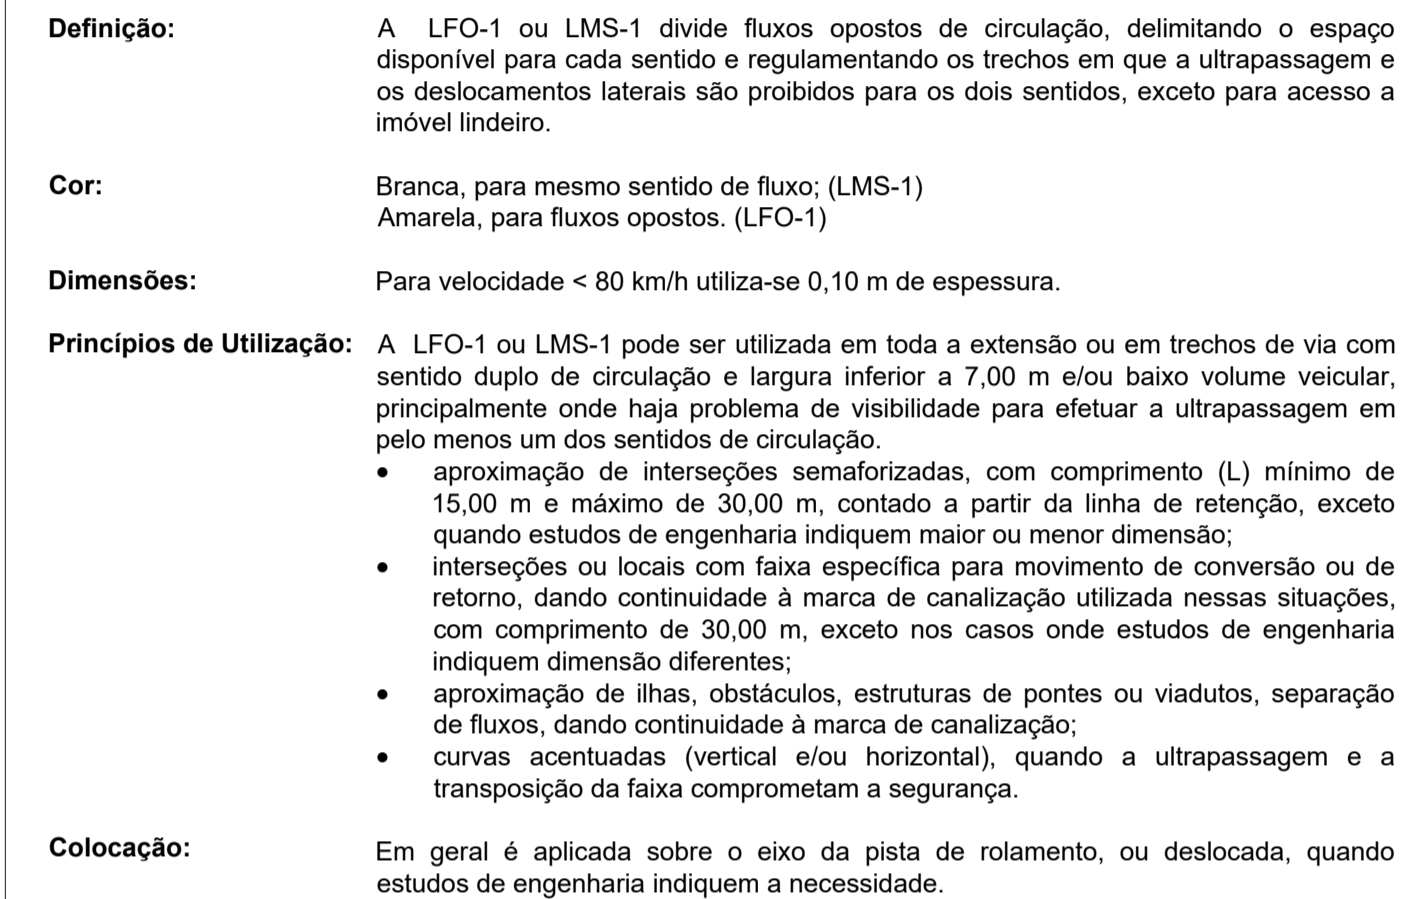 Definição: A LFO-1 ou LMS-1 divide fluxos opostos de circulação, delimitando o espaço
disponível para cada sentido e regulamentando os trechos em que a ultrapassagem e
os deslocamentos laterais são proibidos para os dois sentidos, exceto para acesso a
imóvel lindeiro.
Cor: Branca, para mesmo sentido de fluxo; (LMS-1)
Amarela, para fluxos opostos. (LFO-1)
Dimensões: Para velocidade < 80 km/h utiliza-se 0,10 m de espessura.
Princípios de Utilização: A LFO-1 ou LMS-1 pode ser utilizada em toda a extensão ou em trechos de via com
sentido duplo de circulação e largura inferior a 7,00 m e/ou baixo volume veicular,
principalmente onde haja problema de visibilidade para efetuar a ultrapassagem em
pelo menos um dos sentidos de circulação.
• aproximação de interseções semaforizadas, com comprimento (L) mínimo de
15,00 m e máximo de 30,00 m, contado a partir da linha de retenção, exceto
quando estudos de engenharia indiquem maior ou menor dimensão;
• interseções ou locais com faixa específica para movimento de conversão ou de
retorno, dando continuidade à marca de canalização utilizada nessas situações,
com comprimento de 30,00 m, exceto nos casos onde estudos de engenharia
indiquem dimensão diferentes;
• aproximação de ilhas, obstáculos, estruturas de pontes ou viadutos, separação
de fluxos, dando continuidade à marca de canalização;
• curvas acentuadas (vertical e/ou horizontal), quando a ultrapassagem e a
transposição da faixa comprometam a segurança.
Colocação: Em geral é aplicada sobre o eixo da pista de rolamento, ou deslocada, quando
estudos de engenharia indiquem a necessidade.